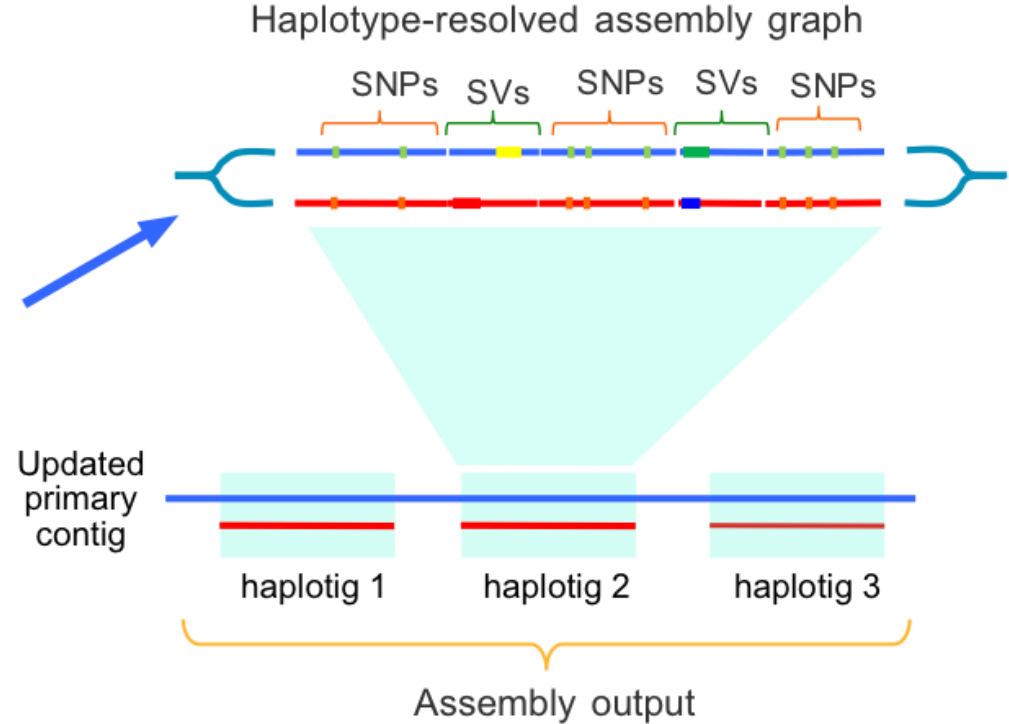 Haplotype-resolved assembly graph
SNPs
SVs
SNPs
SVs
SNPs
Updated
primary
contig
haplotig 1
haplotig 2
haplotig 3
Assembly output